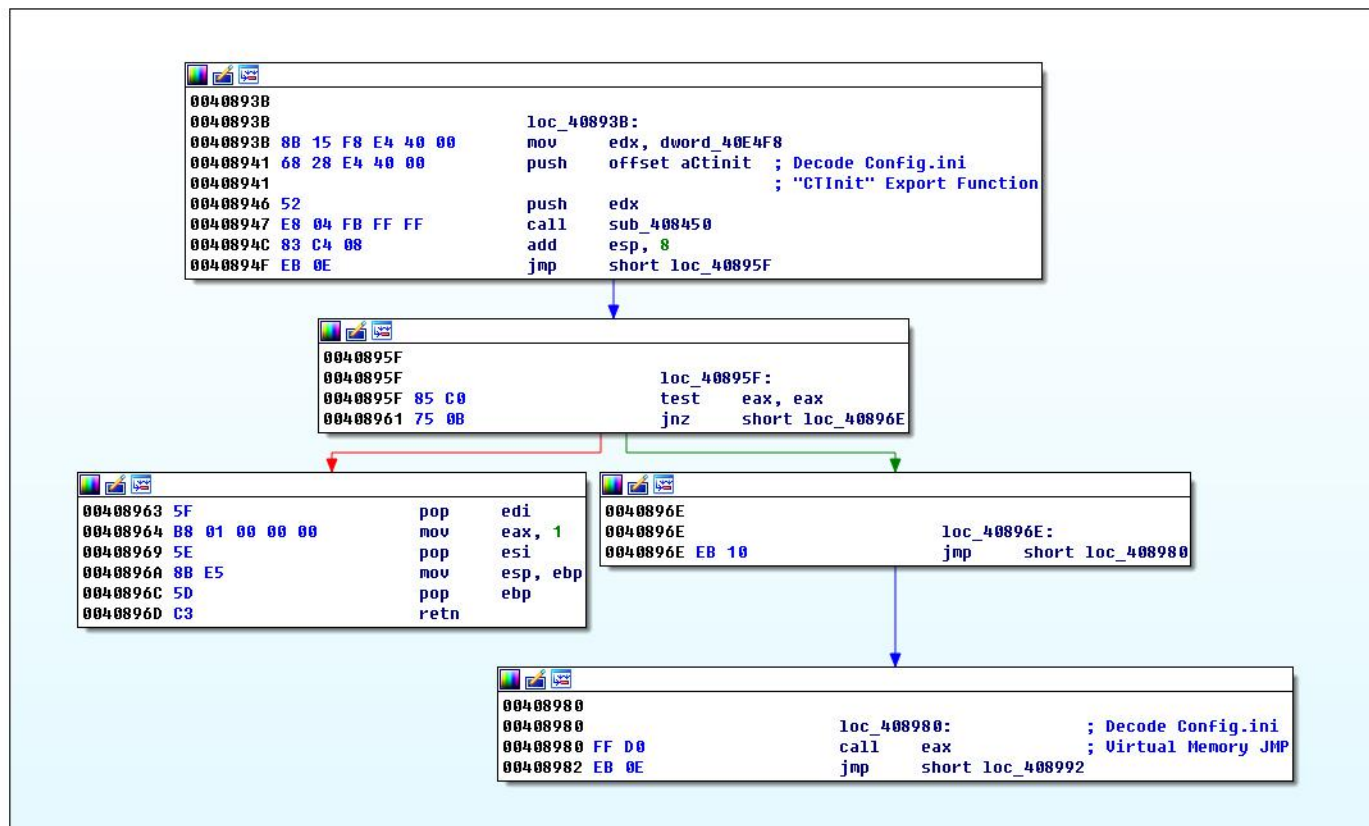 0040893B
0040893B loc_40893B:
0040893B 8B 15 F8 E4 40 00 mov edx, dword_40E4F8
00408941 68 28 E4 40 00 push offset aCtinit ; Decode Config.ini
00408941 ; "CTInit" Export Function
00408946 52 push edx
00408947 E8 04 FB FF FF call sub_408450
0040894C 83 C4 08 add esp, 8
0040894F EB 0E jmp short loc_40895F
0040895F
0040895F loc_40895F:
0040895F 85 C0 test eax, eax
00408961 75 0B jnz short loc_40896E
00408963 5F pop edi
00408964 B8 01 00 00 00 mov eax, 1
00408969 5E pop esi
0040896A 8B E5 mov esp, ebp
0040896C 5D pop ebp
0040896D C3 retn
0040896E
0040896E loc_40896E:
0040896E EB 10 jmp short loc_408980
00408980
00408980 loc_408980: ; Decode Config.ini
00408980 FF D0 call eax ; Virtual Memory JMP
00408982 EB 0E jmp short loc_408992